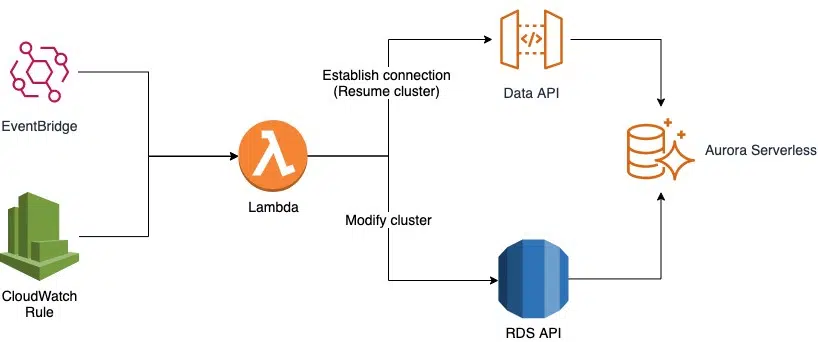 EventBridge
CloudWatch
Rule
Lambda
Establish connection
(Resume cluster)
Modify cluster
</>
Data API
RDS API
Aurora Serverless